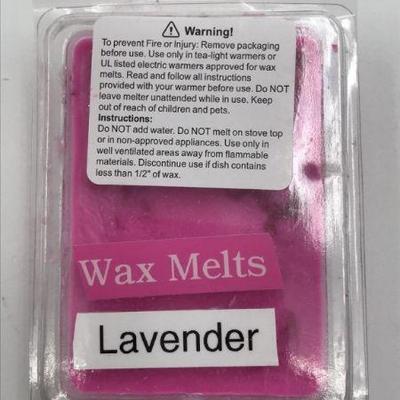 ⚠ Warning!
To prevent Fire or Injury: Remove packaging
before use. Use only in tea-light warmers or
UL listed electric warmers approved for wax
melts. Read and follow all instructions
provided with your warmer before use. Do NOT
leave melter unattended while in use. Keep
out of reach of children and pets.
Instructions:
Do NOT add water. Do NOT melt on stove top
or in non-approved appliances. Use only in
well ventilated areas away from flammable
materials. Discontinue use if dish contains
less than 1/2" of wax.
Wax Melts
Lavender